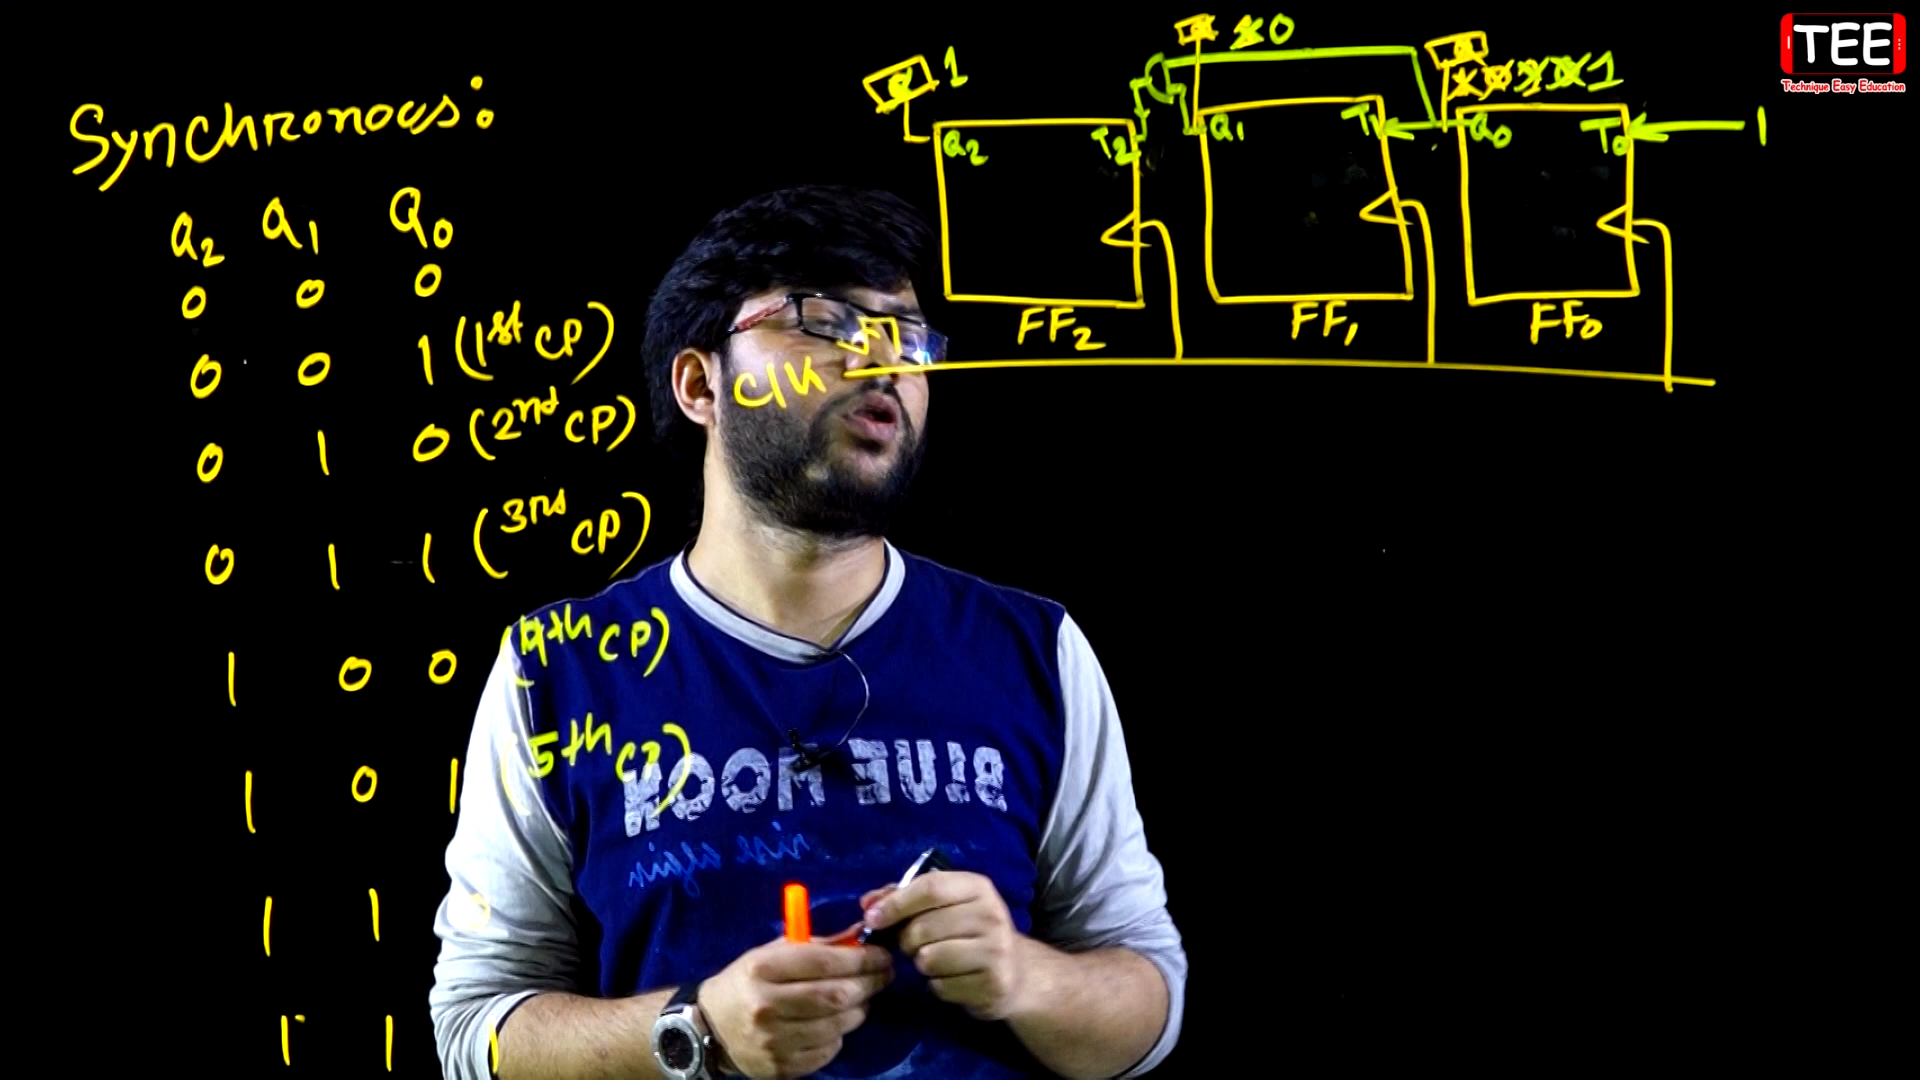 Synchronous:
Q2 Q1 Q0
0 0 0
0 0 1 (1st CP)
0 1 0 (2nd CP)
0 1 1 (3rd CP)
1 0 0 (4th CP)
1 0 1 (5th CP)
1 1 0
1 1 1
1
0
1
Q2 T2
Q1 T1
Q0 T0
1
FF2
FF1
FF0
Clk
BLUE MOON
TEE
Technique Easy Education